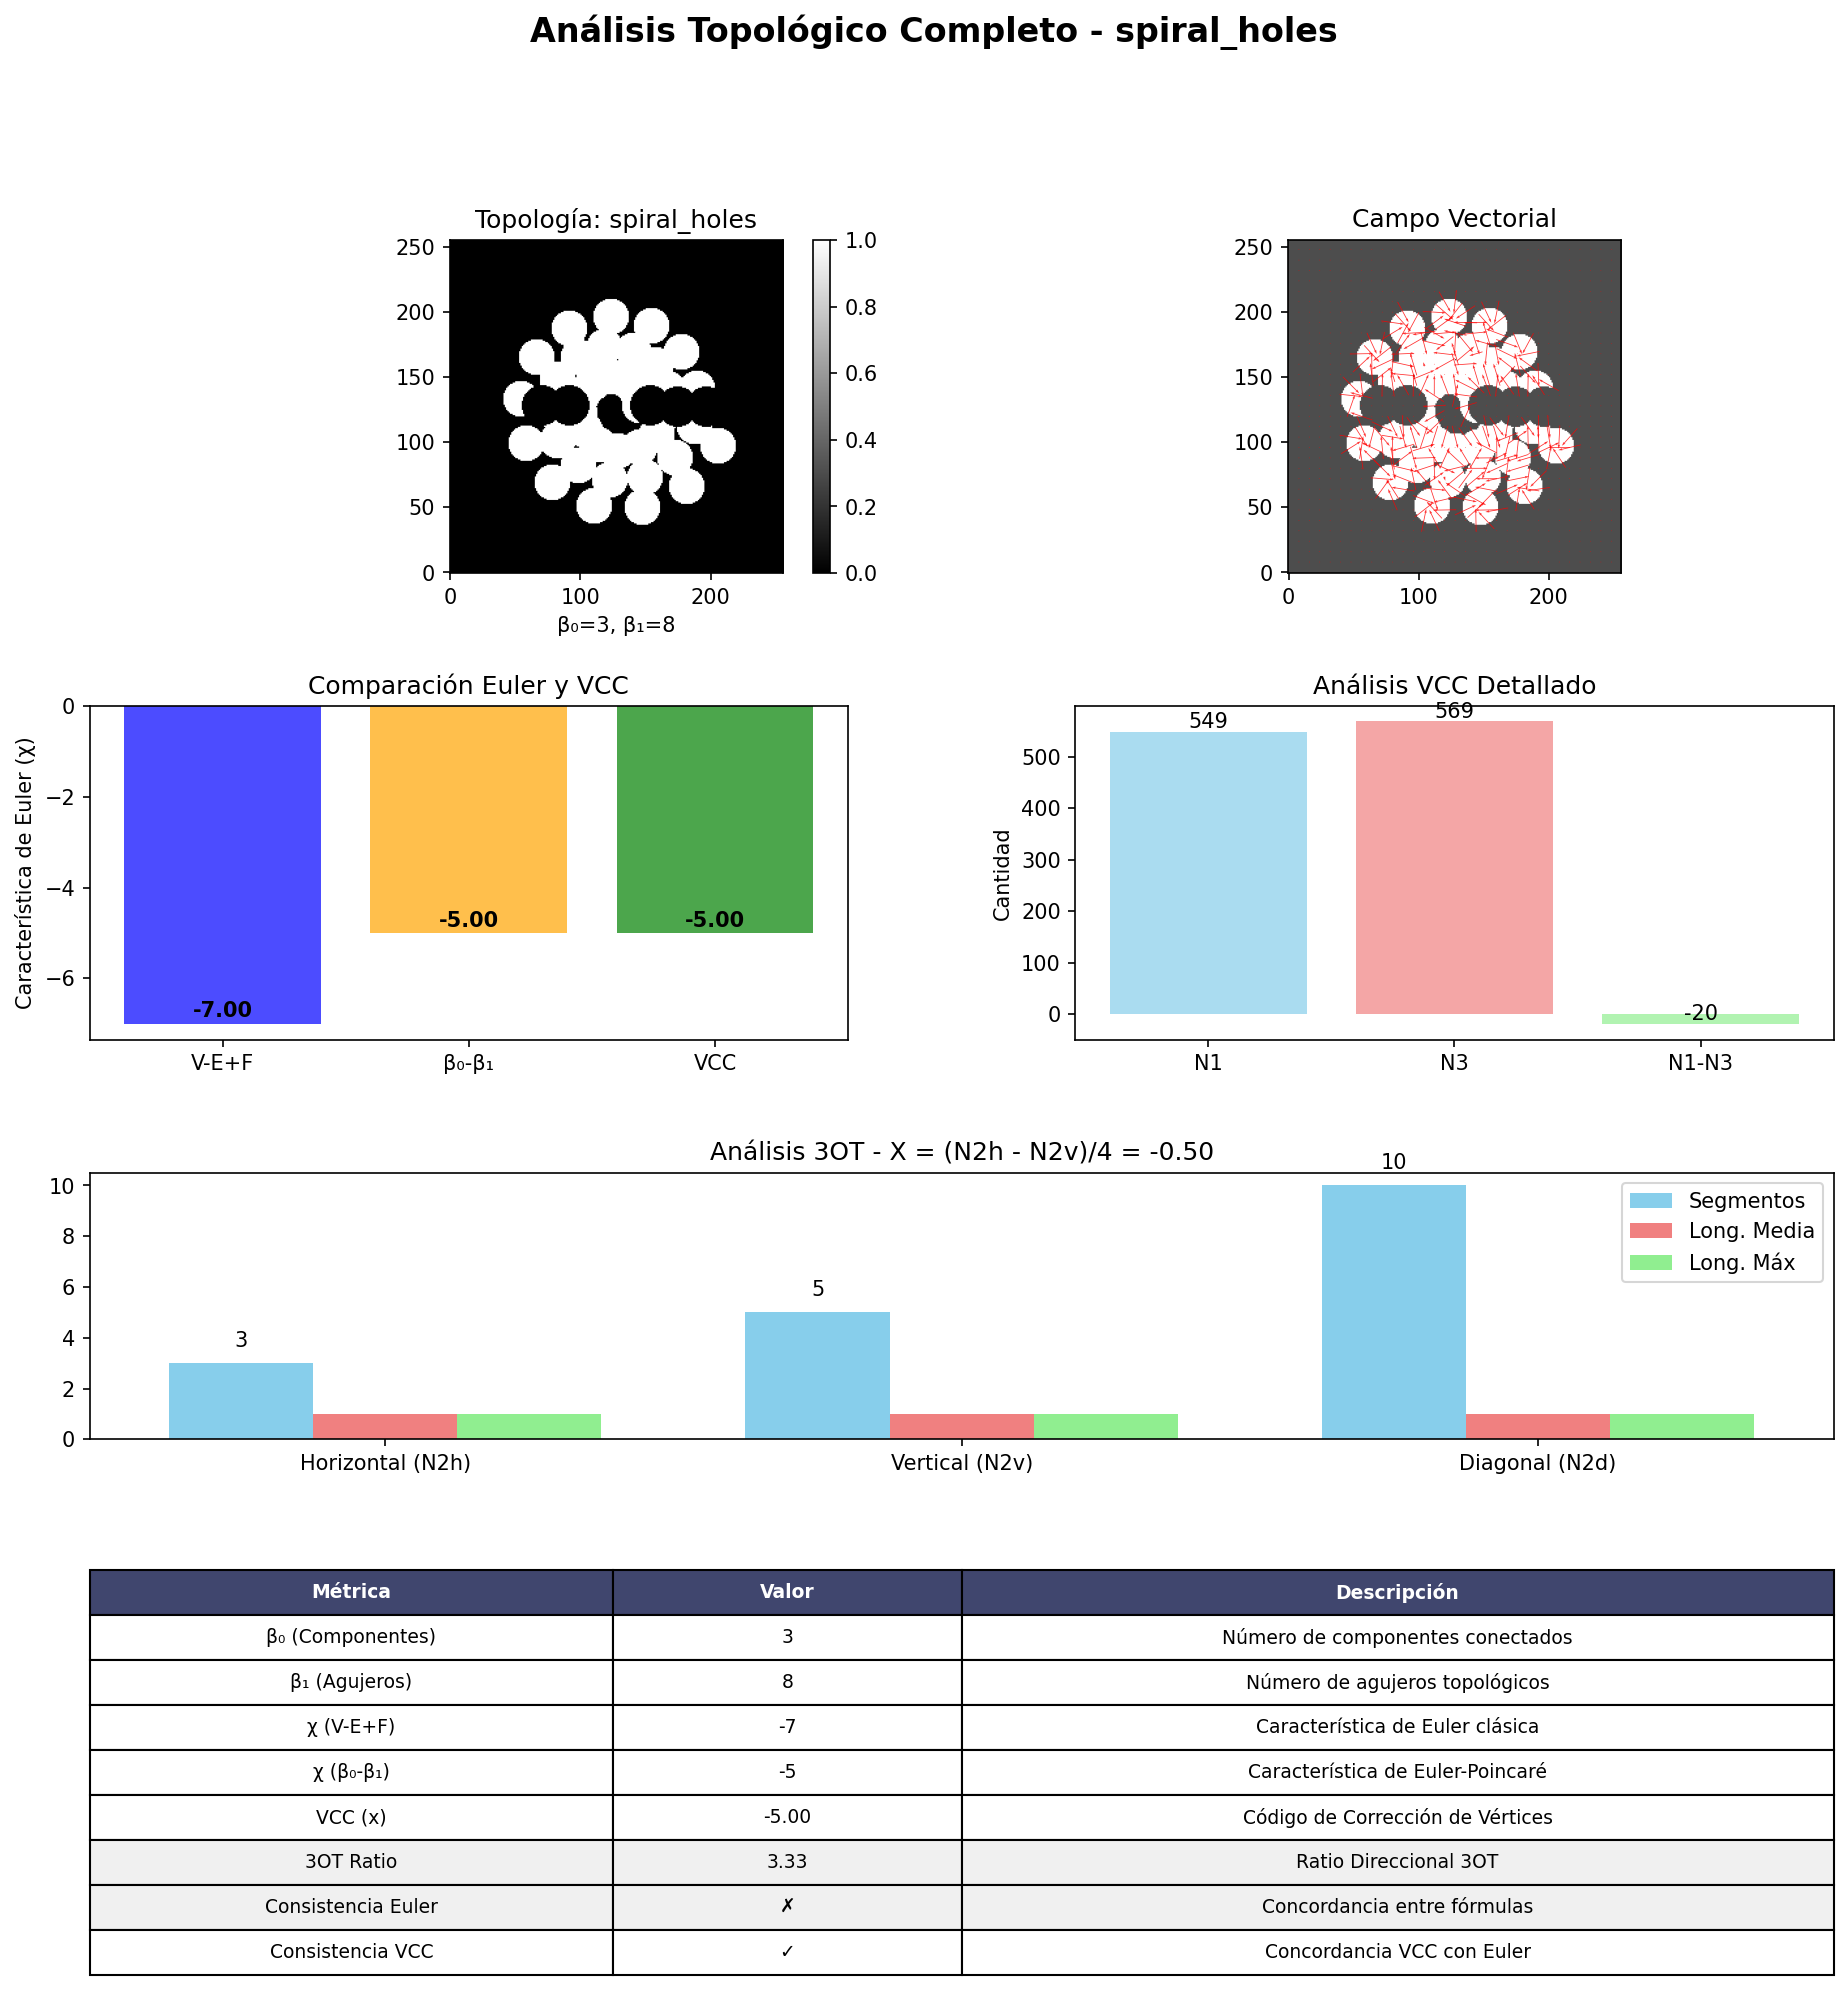 Análisis Topológico Completo - spiral_holes
Topología: spiral_holes
250
200
150
100
50
0
0 100 200
β₀=3, β₁=8
1.0
0.8
0.6
0.4
0.2
0.0
Campo Vectorial
250
200
150
100
50
0
0 100 200
Comparación Euler y VCC
Característica de Euler (χ)
0
−2
−4
−6
-7.00
-5.00
-5.00
V-E+F β₀-β₁ VCC
Análisis VCC Detallado
Cantidad
500
400
300
200
100
0
549
569
-20
N1 N3 N1-N3
Análisis 3OT - X = (N2h - N2v)/4 = -0.50
10
8
6
4
2
0
3
5
10
Segmentos
Long. Media
Long. Máx
Horizontal (N2h) Vertical (N2v) Diagonal (N2d)
Métrica Valor Descripción
β₀ (Componentes) 3 Número de componentes conectados
β₁ (Agujeros) 8 Número de agujeros topológicos
χ (V-E+F) -7 Característica de Euler clásica
χ (β₀-β₁) -5 Característica de Euler-Poincaré
VCC (x) -5.00 Código de Corrección de Vértices
3OT Ratio 3.33 Ratio Direccional 3OT
Consistencia Euler ✗ Concordancia entre fórmulas
Consistencia VCC ✓ Concordancia VCC con Euler